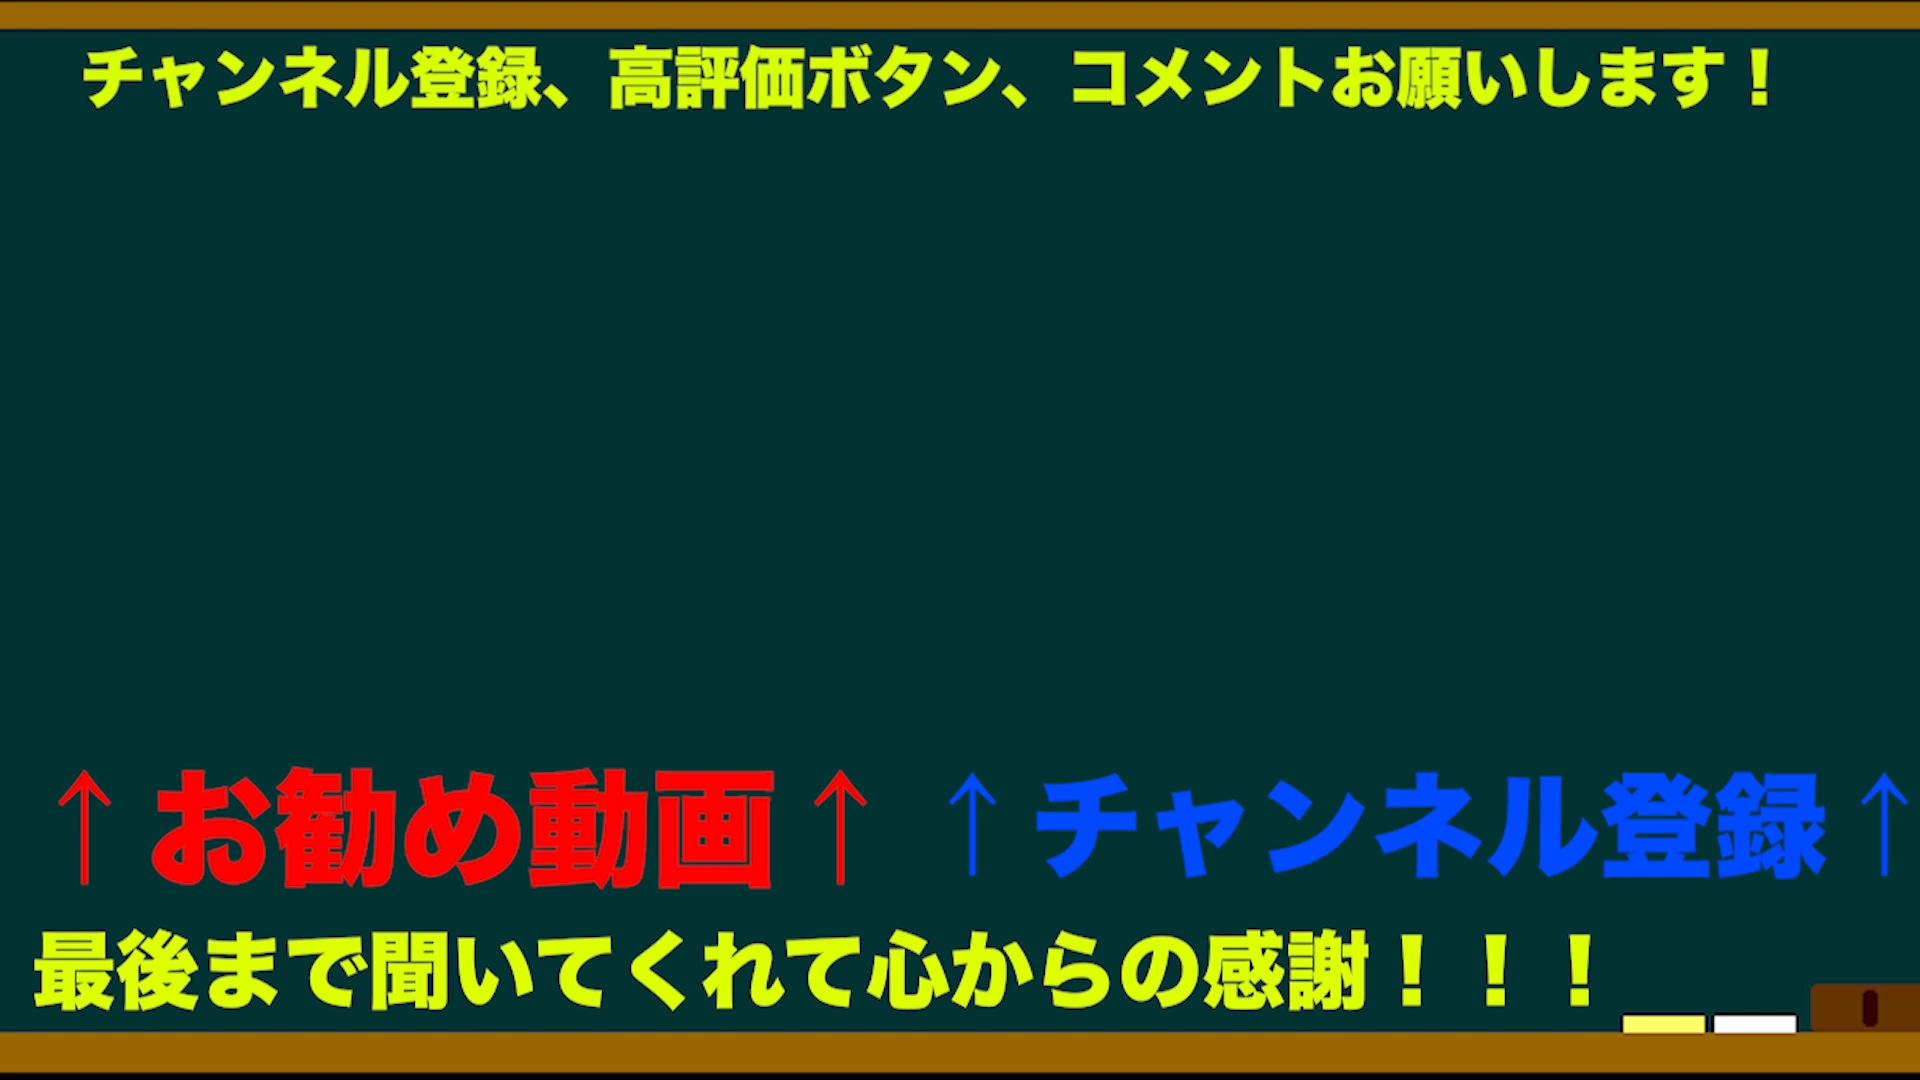 チャンネル登録、高評価ボタン、コメントお願いします！
↑お勧め動画↑ ↑チャンネル登録↑
最後まで聞いてくれて心からの感謝！！！